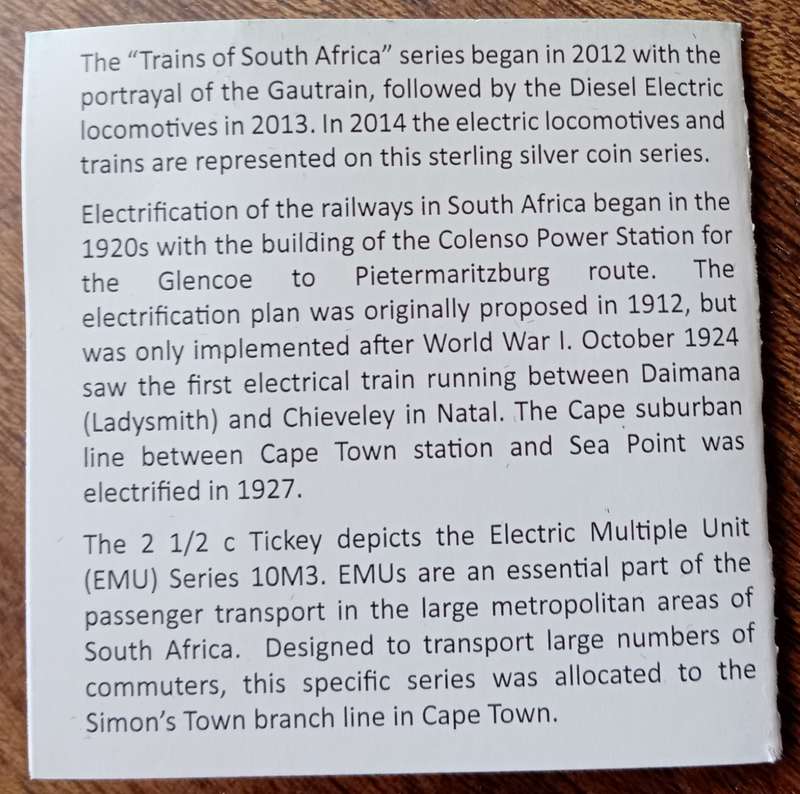 The “Trains of South Africa” series began in 2012 with the
portrayal of the Gautrain, followed by the Diesel Electric
locomotives in 2013. In 2014 the electric locomotives and
trains are represented on this sterling silver coin series.
Electrification of the railways in South Africa began in the
1920s with the building of the Colenso Power Station for
the Glencoe to Pietermaritzburg route. The
electrification plan was originally proposed in 1912, but
was only implemented after World War I. October 1924
saw the first electrical train running between Daimana
(Ladysmith) and Chieveley in Natal. The Cape suburban
line between Cape Town station and Sea Point was
electrified in 1927.
The 2 1/2 c Tickey depicts the Electric Multiple Unit
(EMU) Series 10M3. EMUs are an essential part of the
passenger transport in the large metropolitan areas of
South Africa.  Designed to transport large numbers of
commuters, this specific series was allocated to the
Simon’s Town branch line in Cape Town.